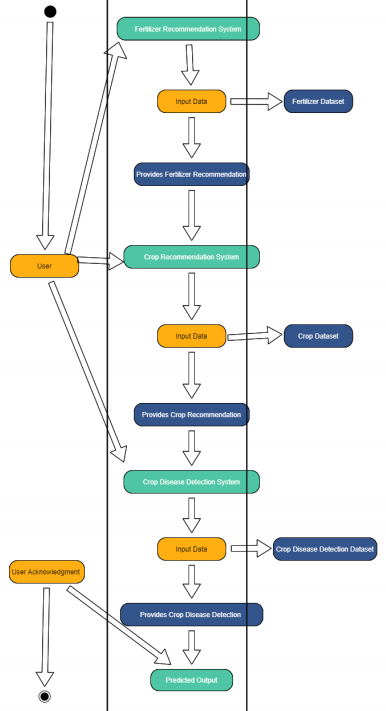 Fertilizer Recommendation System
Input Data
Fertilizer Dataset
Provides Fertilizer Recommendation
User
Crop Recommendation System
Input Data
Crop Dataset
Provides Crop Recommendation
Crop Disease Detection System
Input Data
Crop Disease Detection Dataset
User Acknowledgment
Provides Crop Disease Detection
Predicted Output